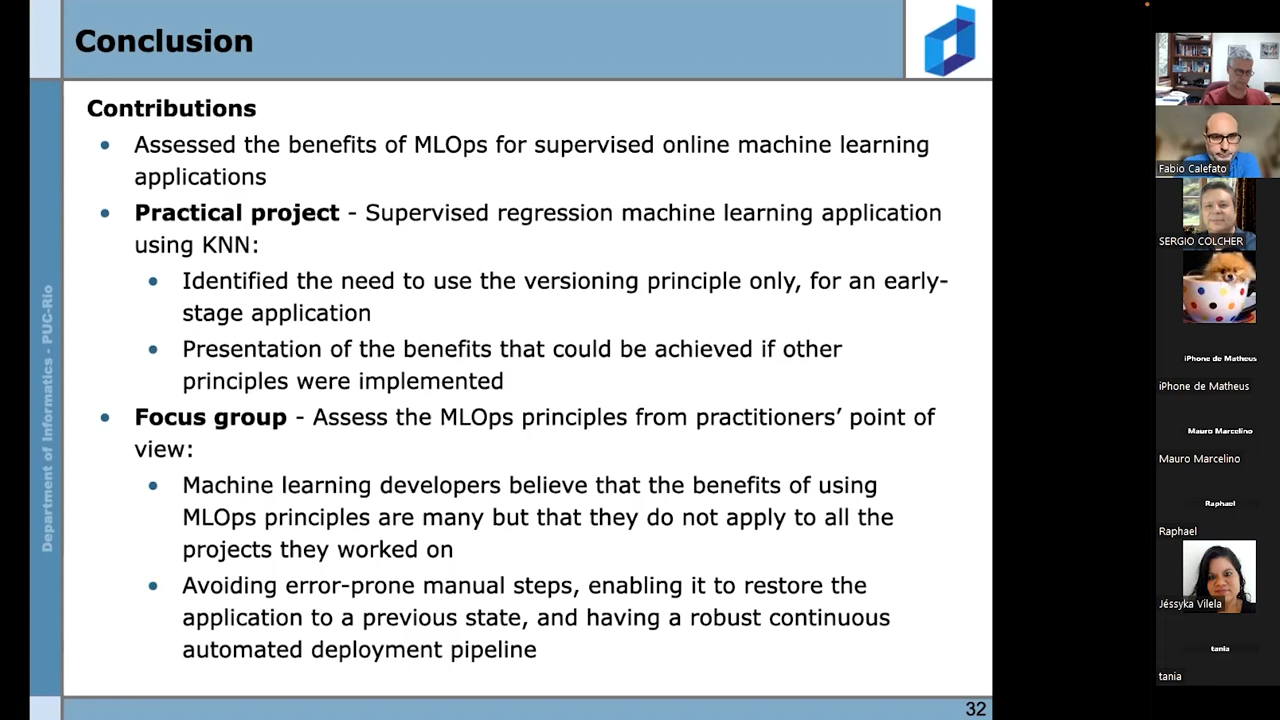 Conclusion
Contributions
• Assessed the benefits of MLOps for supervised online machine learning
applications
• Practical project - Supervised regression machine learning application
using KNN:
• Identified the need to use the versioning principle only, for an early-
stage application
• Presentation of the benefits that could be achieved if other
principles were implemented
• Focus group - Assess the MLOps principles from practitioners’ point of
view:
• Machine learning developers believe that the benefits of using
MLOps principles are many but that they do not apply to all the
projects they worked on
• Avoiding error-prone manual steps, enabling it to restore the
application to a previous state, and having a robust continuous
automated deployment pipeline
Department of Informatics - PUC-Rio
32
Fabio Calefato
SERGIO COLCHER
iPhone de Matheus
iPhone de Matheus
Mauro Marcelino
Mauro Marcelino
Raphael
Raphael
Jéssyka Vilela
tania
tania